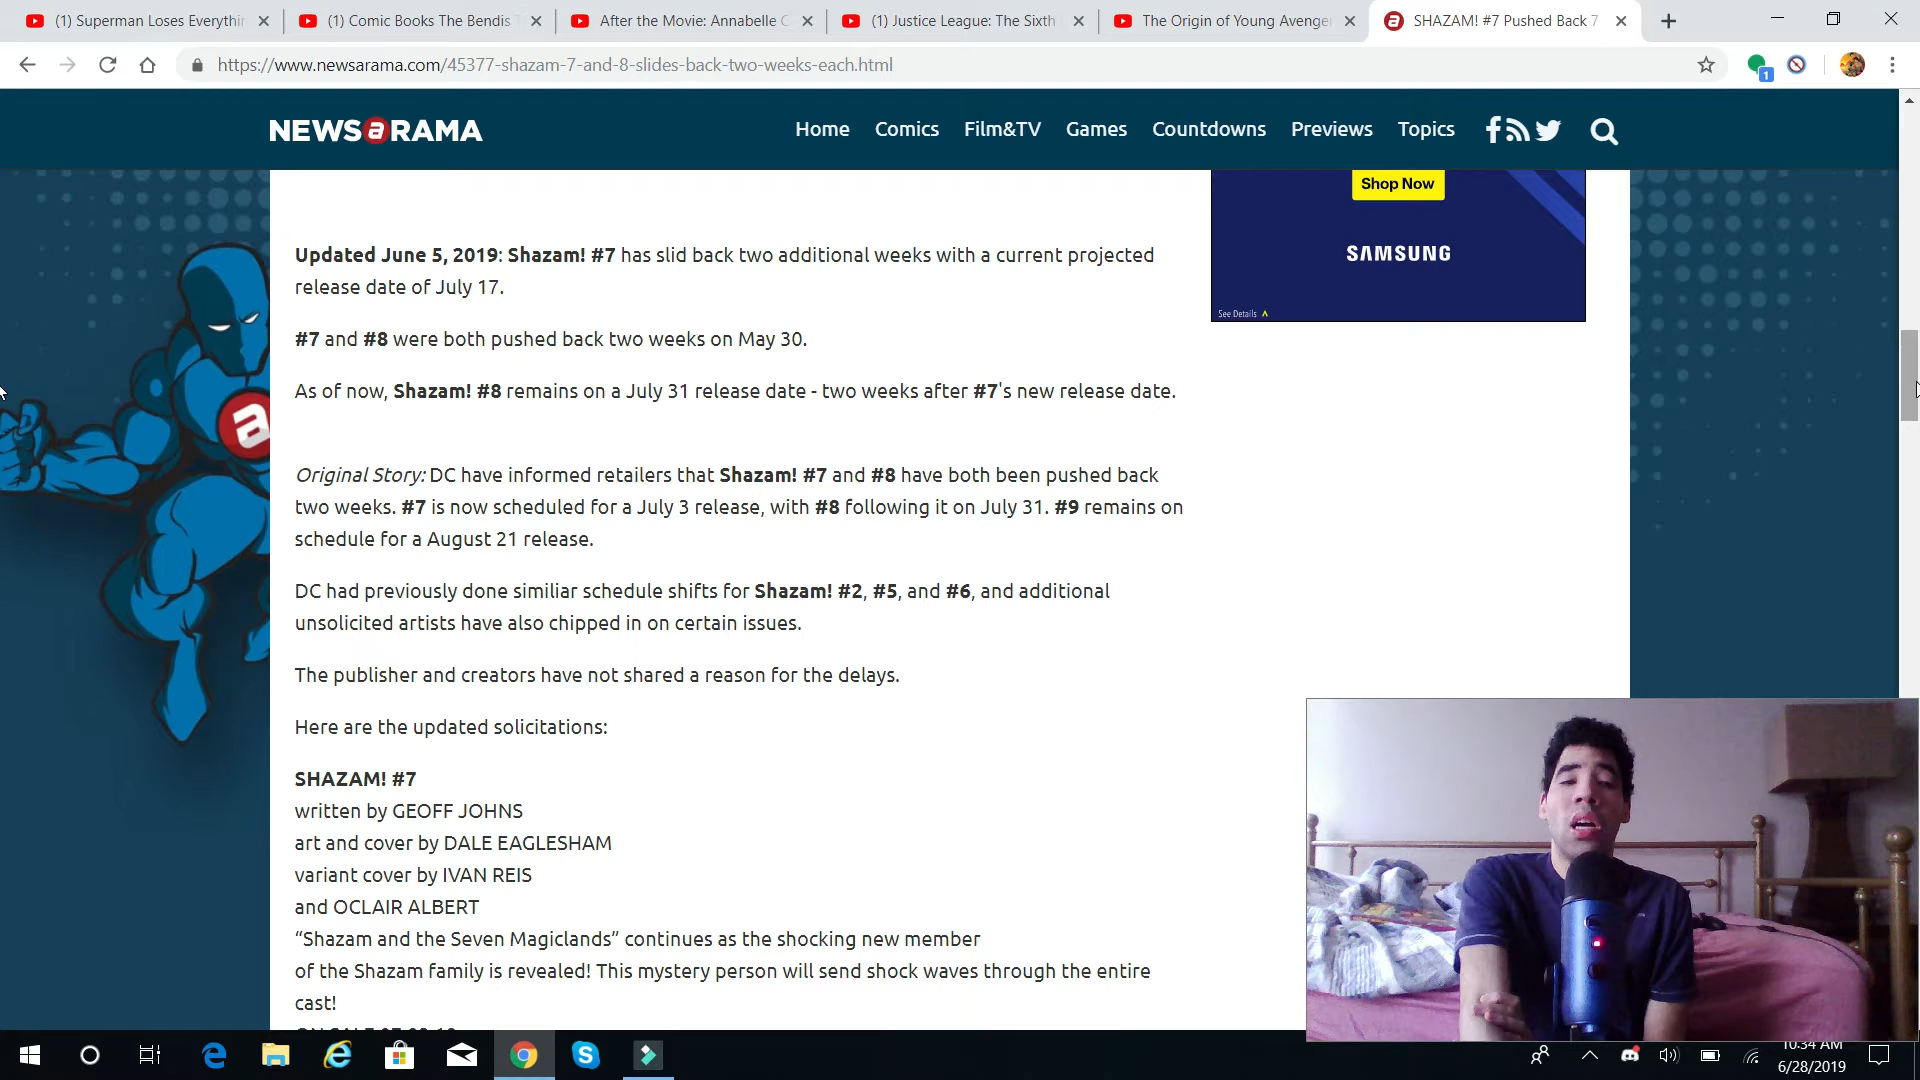 (1) Superman Loses Everythin
(1) Comic Books The Bendis T
After the Movie: Annabelle C
(1) Justice League: The Sixth
The Origin of Young Avenger
SHAZAM! #7 Pushed Back 7
https://www.newsarama.com/45377-shazam-7-and-8-slides-back-two-weeks-each.html
1
NEWSaRAMA
Home Comics Film&TV Games Countdowns Previews Topics
Shop Now
SAMSUNG
See Details
Updated June 5, 2019: Shazam! #7 has slid back two additional weeks with a current projected
release date of July 17.
#7 and #8 were both pushed back two weeks on May 30.
As of now, Shazam! #8 remains on a July 31 release date - two weeks after #7's new release date.
Original Story: DC have informed retailers that Shazam! #7 and #8 have both been pushed back
two weeks. #7 is now scheduled for a July 3 release, with #8 following it on July 31. #9 remains on
schedule for a August 21 release.
DC had previously done similiar schedule shifts for Shazam! #2, #5, and #6, and additional
unsolicited artists have also chipped in on certain issues.
The publisher and creators have not shared a reason for the delays.
Here are the updated solicitations:
SHAZAM! #7
written by GEOFF JOHNS
art and cover by DALE EAGLESHAM
variant cover by IVAN REIS
and OCLAIR ALBERT
“Shazam and the Seven Magiclands” continues as the shocking new member
of the Shazam family is revealed! This mystery person will send shock waves through the entire
cast!
10:34 AM
6/28/2019